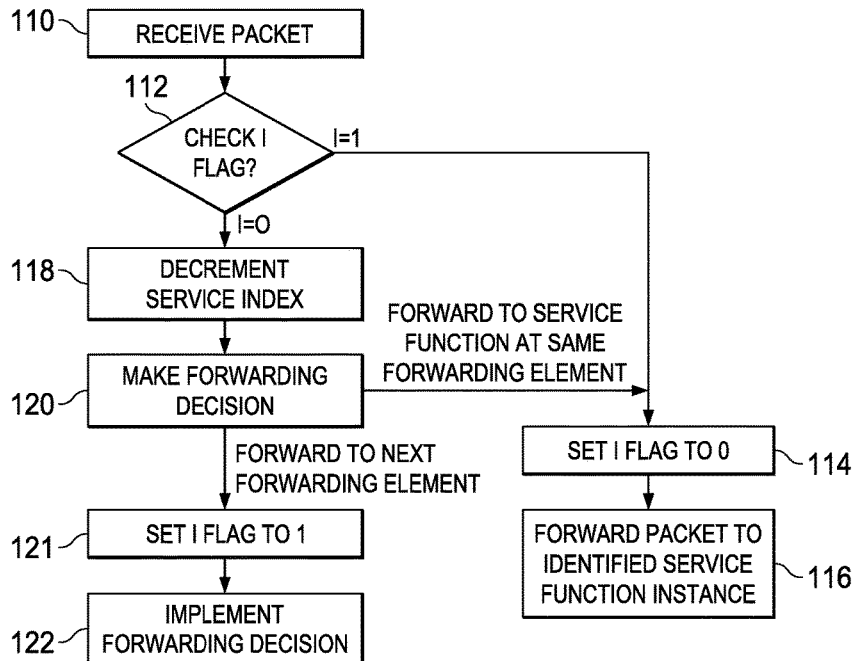 110
RECEIVE PACKET
112
CHECK I
FLAG?
I=1
I=0
118
DECREMENT
SERVICE INDEX
FORWARD TO SERVICE
FUNCTION AT SAME
FORWARDING ELEMENT
120
MAKE FORWARDING
DECISION
FORWARD TO NEXT
FORWARDING ELEMENT
SET I FLAG TO 0
114
121
SET I FLAG TO 1
FORWARD PACKET TO
IDENTIFIED SERVICE
FUNCTION INSTANCE
116
122
IMPLEMENT
FORWARDING DECISION